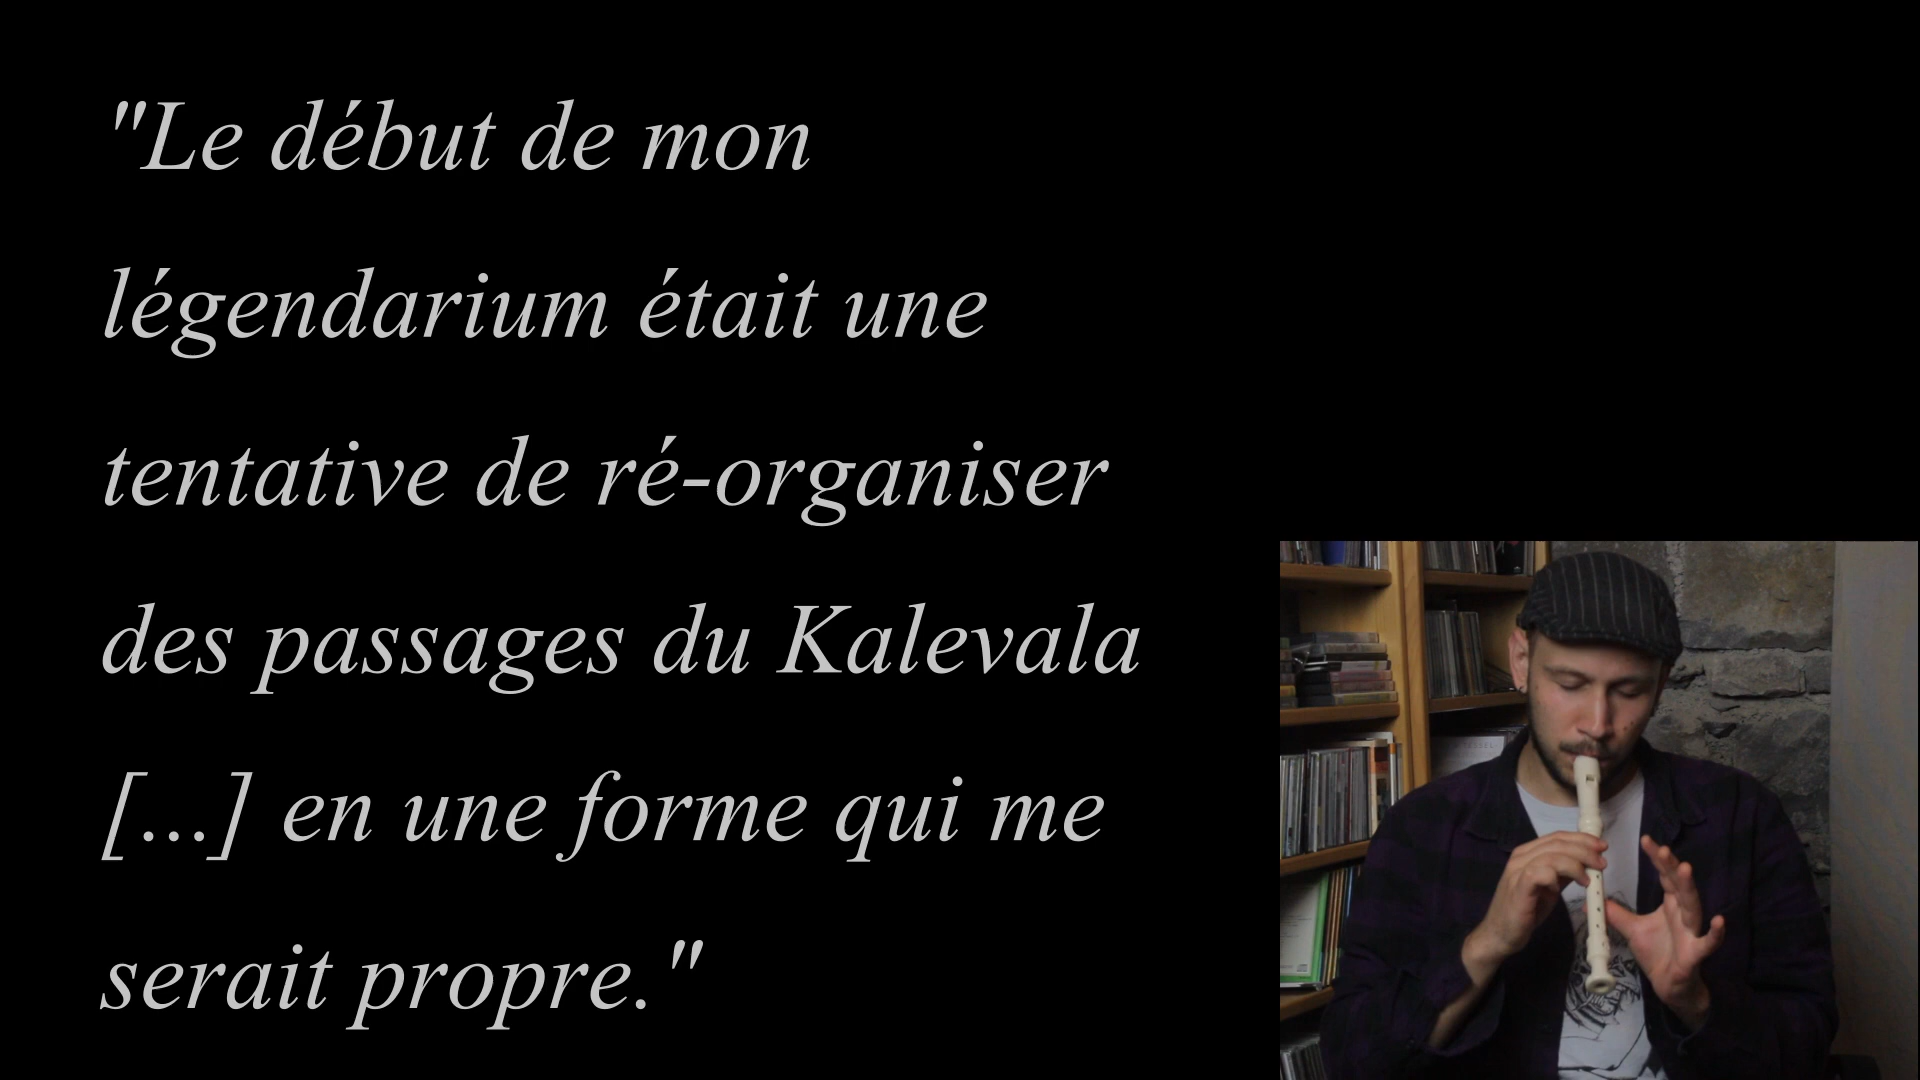 "Le début de mon
légendarium était une
tentative de ré-organiser
des passages du Kalevala
[...] en une forme qui me
serait propre."